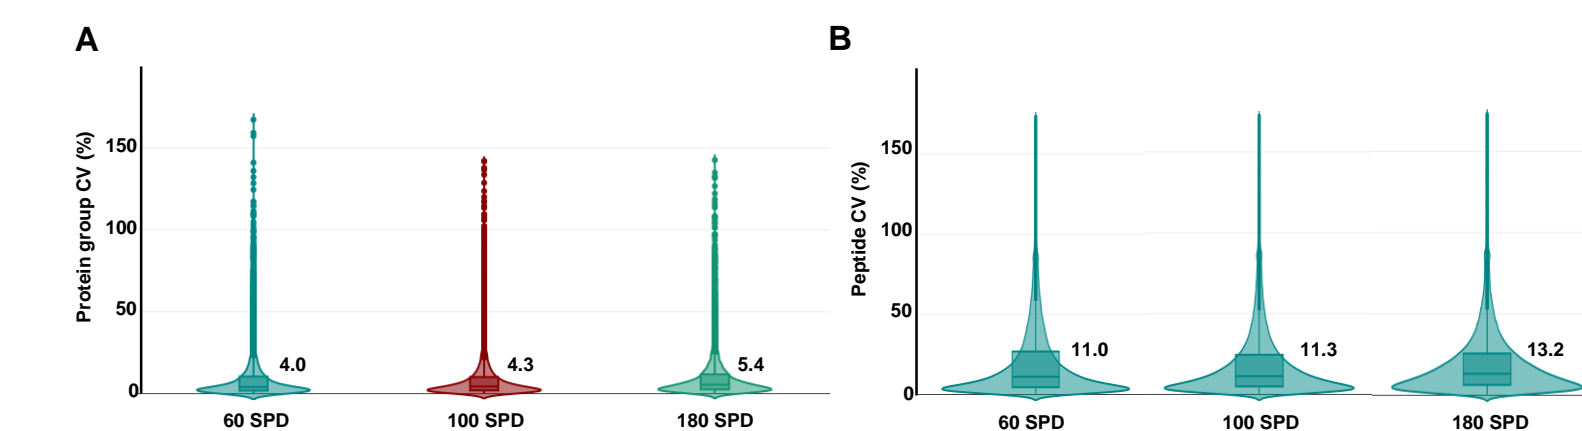 A
Protein group CV (%)
150
100
50
0
4.0
4.3
5.4
60 SPD
100 SPD
180 SPD
B
Peptide CV (%)
150
100
50
0
11.0
11.3
13.2
60 SPD
100 SPD
180 SPD